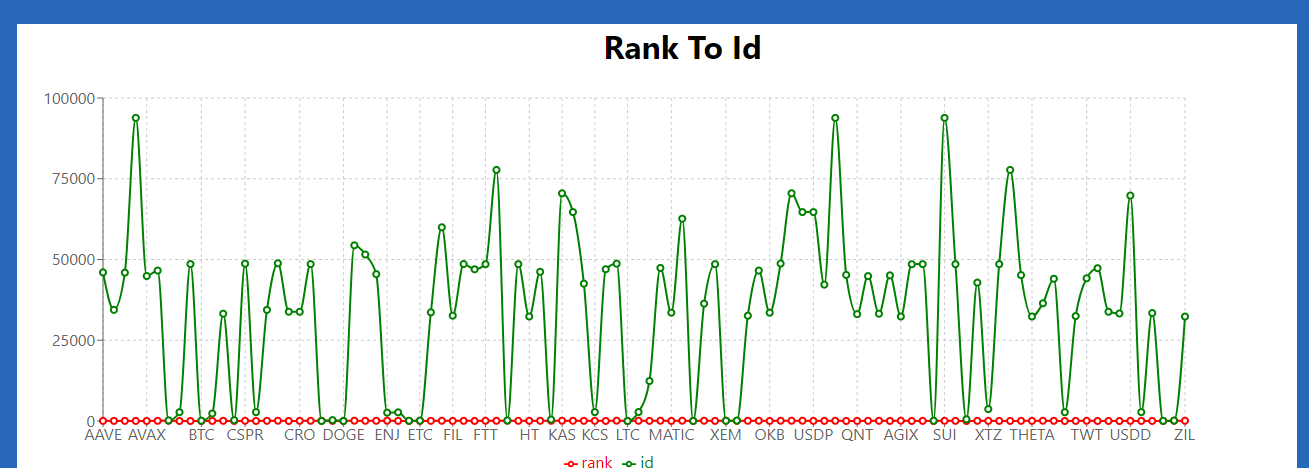 Rank To Id
100000
75000
50000
25000
0
AAVE AVAX BTC CSPR CRO DOGE ENJ ETC FIL FTT HT KAS KCS LTC MATIC XEM OKB USDP QNT AGIX SUI XTZ THETA TWT USDD ZIL
rank id